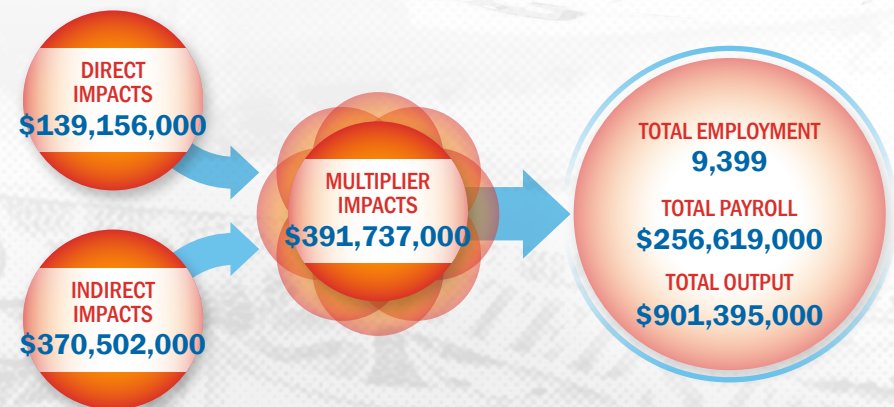 DIRECT
IMPACTS
$139,156,000
INDIRECT
IMPACTS
$370,502,000
MULTIPLIER
IMPACTS
$391,737,000
TOTAL EMPLOYMENT
9,399
TOTAL PAYROLL
$256,619,000
TOTAL OUTPUT
$901,395,000